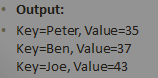 Output:
Key=Peter, Value=35
Key=Ben, Value=37
Key=Joe, Value=43